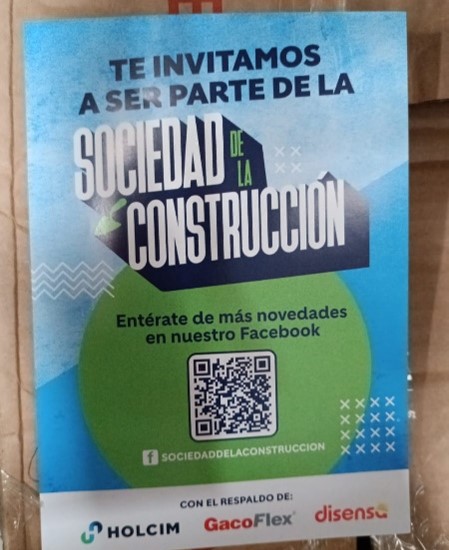 TE INVITAMOS
A SER PARTE DE LA
SOCIEDAD DE LA
CONSTRUCCIÓN
Entérate de más novedades
en nuestro Facebook
f SOCIEDADDELACONSTRUCCION
CON EL RESPALDO DE:
HOLCIM GacoFlex® disensa